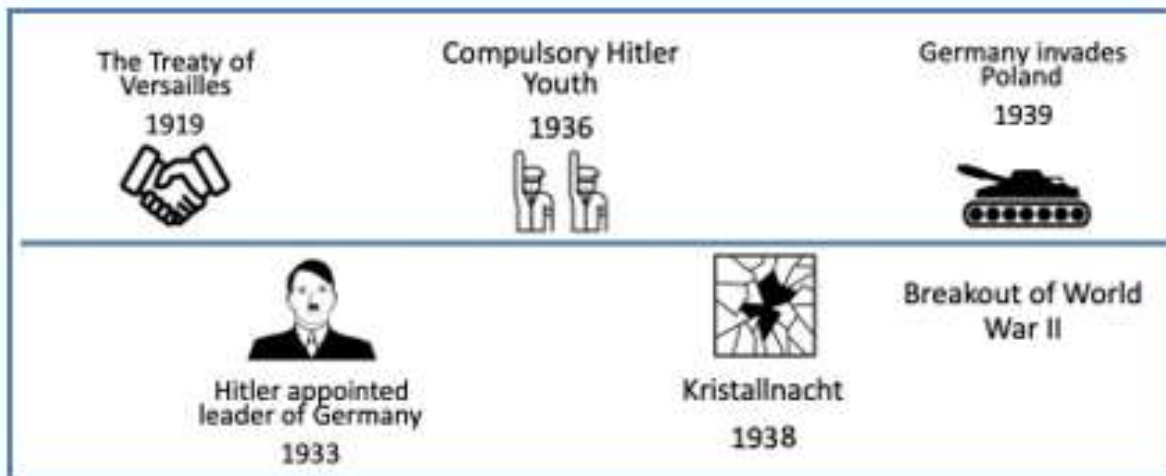 The Treaty of
Versailles
1919
Compulsory Hitler
Youth
1936
Germany invades
Poland
1939
Hitler appointed
leader of Germany
1933
Kristallnacht
1938
Breakout of World
War II